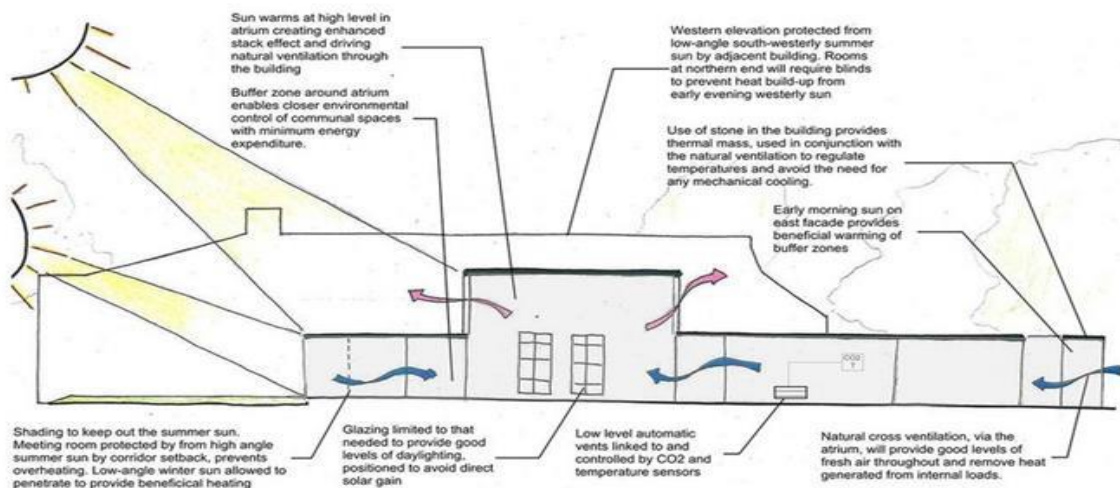 Sun warms at high level in
atrium creating enhanced
stack effect and driving
natural ventilation through
the building
Buffer zone around atrium
enables closer environmental
control of communal spaces
with minimum energy
expenditure.
Western elevation protected from
low-angle south-westerly summer
sun by adjacent building. Rooms
at northern end will require blinds
to prevent heat build-up from
early evening westerly sun
Use of stone in the building provides
thermal mass, used in conjunction with
the natural ventilation to regulate
temperatures and avoid the need for
any mechanical cooling.
Early morning sun on
east facade provides
beneficial warming of
buffer zones
CO2
T
Shading to keep out the summer sun.
Meeting room protected by from high angle
summer sun by corridor setback, prevents
overheating. Low-angle winter sun allowed to
penetrate to provide beneficical heating
Glazing limited to that
needed to provide good
levels of daylighting,
positioned to avoid direct
solar gain
Low level automatic
vents linked to and
controlled by CO2 and
temperature sensors
Natural cross ventilation, via the
atrium, will provide good levels of
fresh air throughout and remove heat
generated from internal loads.